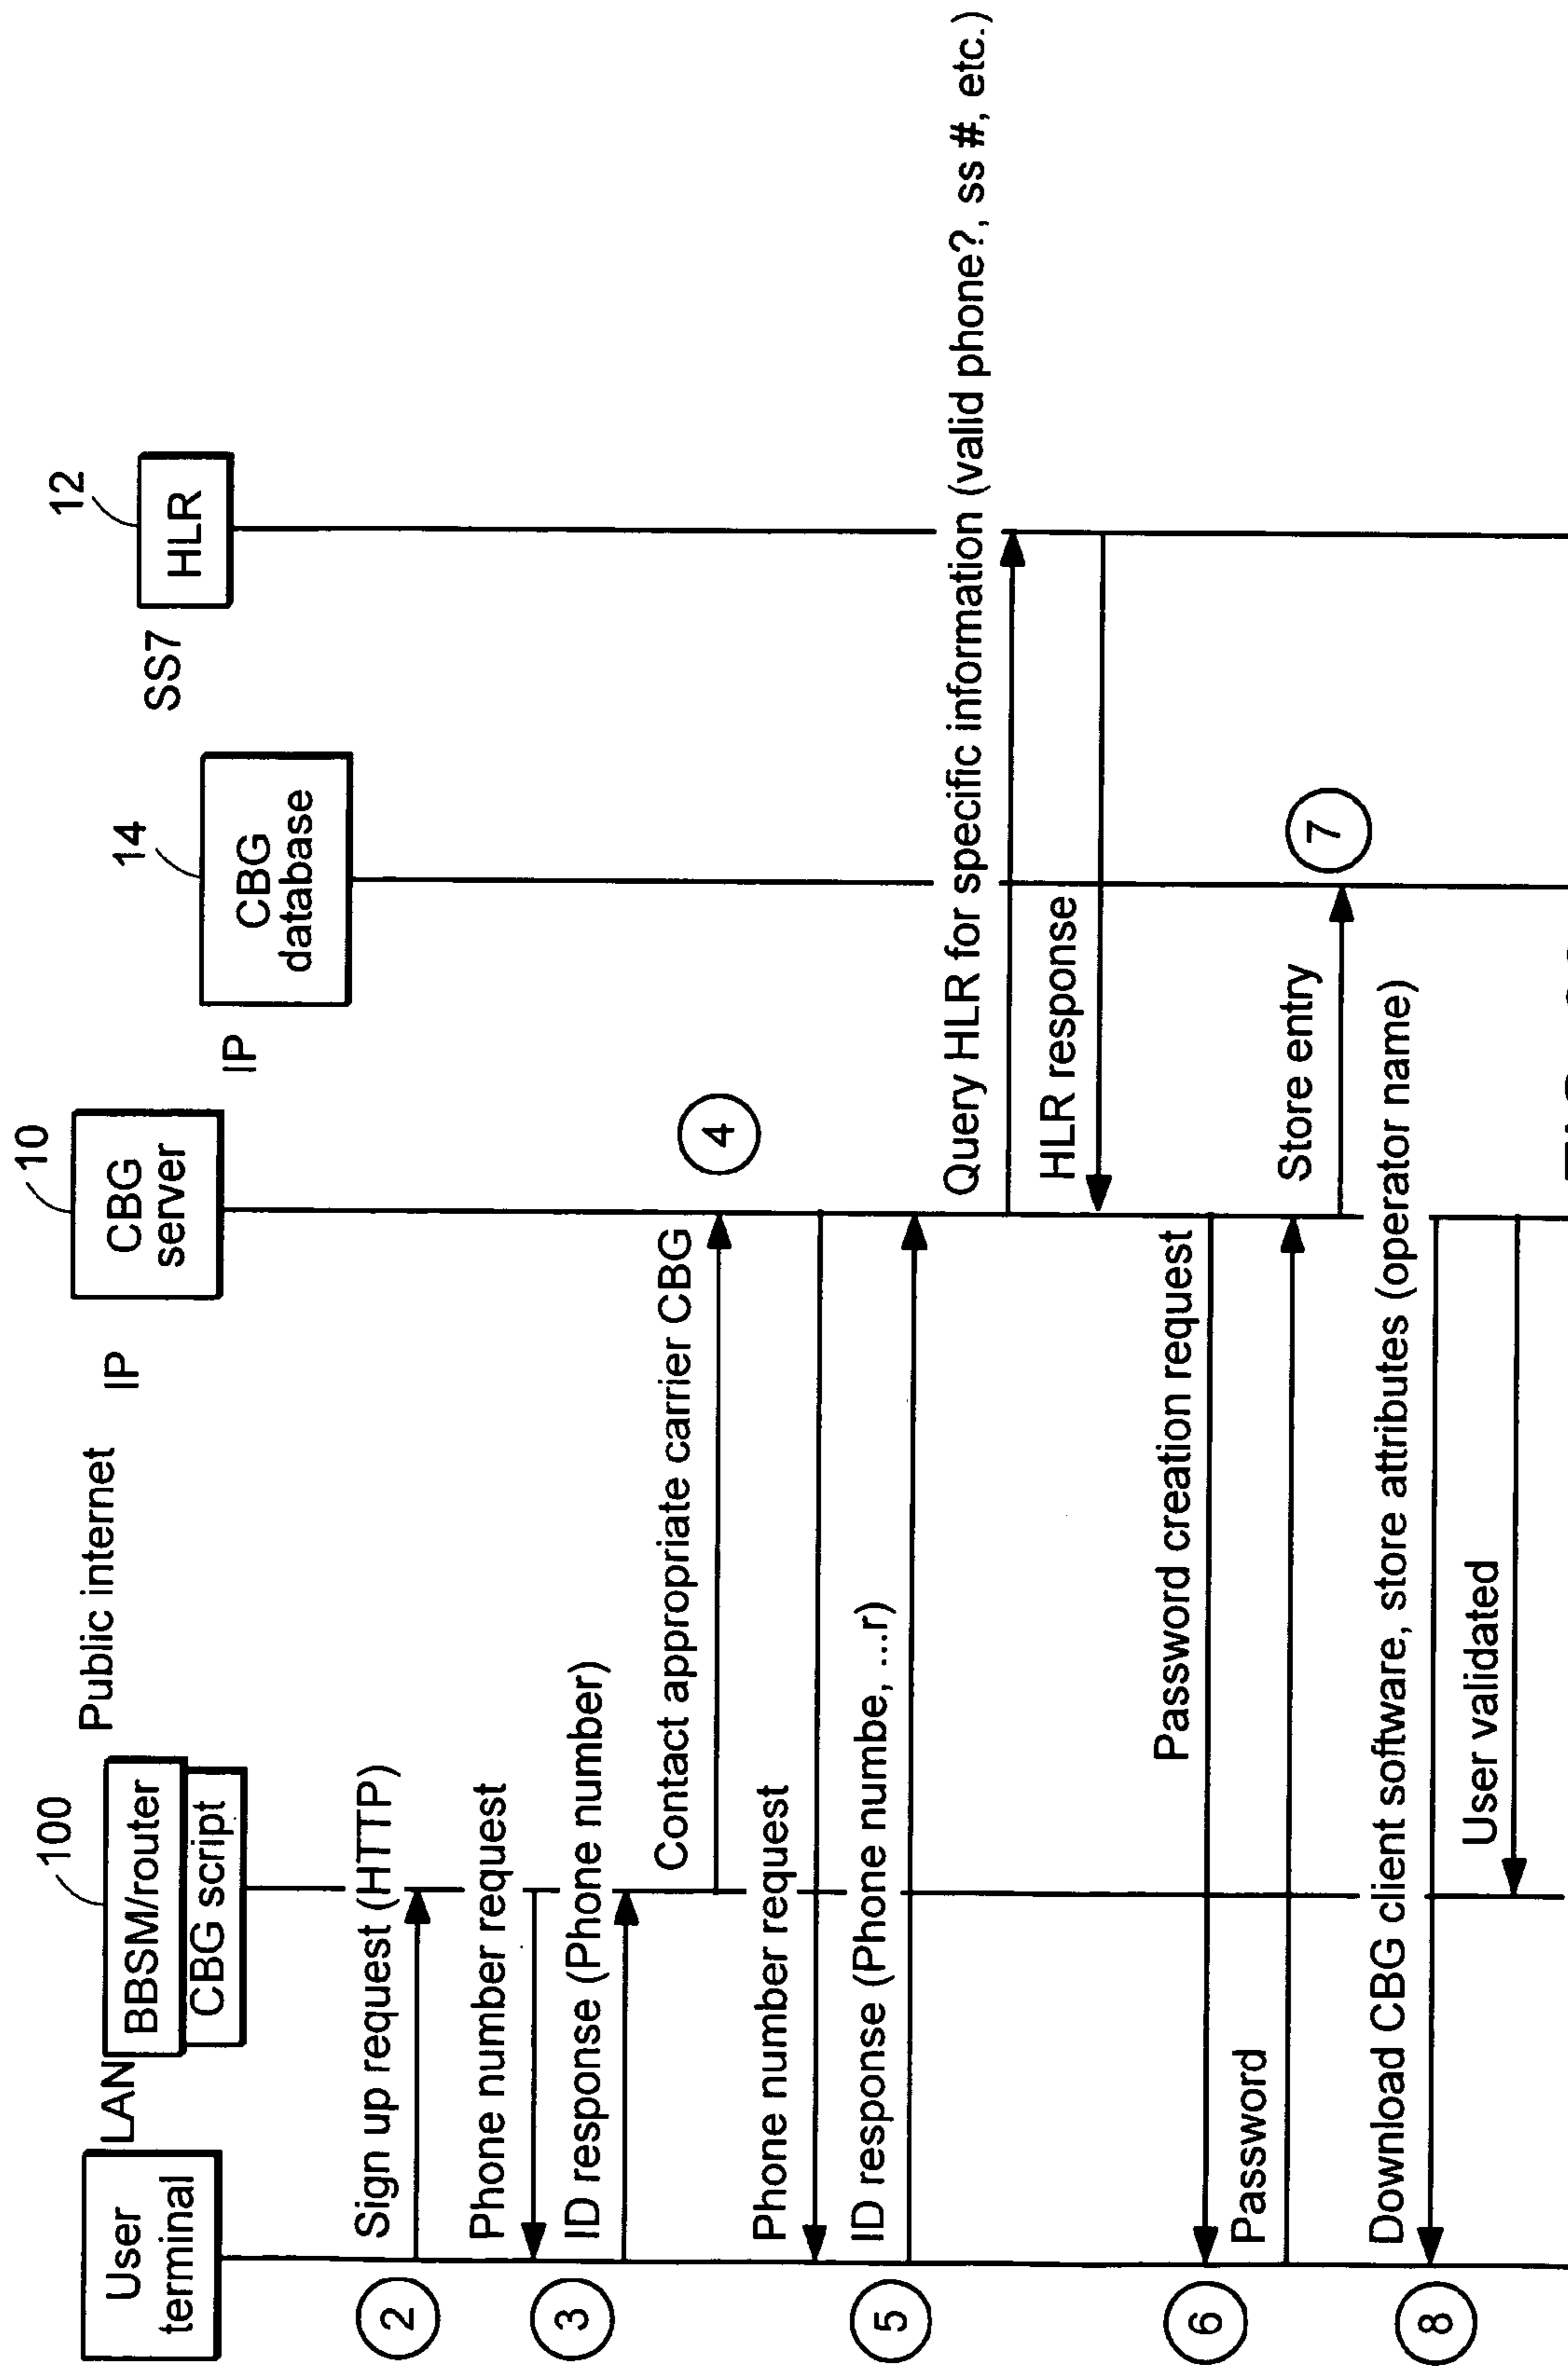 User
terminal
LAN
100
BBSM/router
CBG script
Public internet
IP
10
CBG
server
IP
14
CBG
database
SS7
12
HLR
2
Sign up request (HTTP)
3
Phone number request
ID response (Phone number)
Contact appropriate carrier CBG
4
Phone number request
5
ID response (Phone numbe, ...r)
Query HLR for specific information (valid phone?, ss #, etc.)
HLR response
6
Password creation request
Password
Store entry
7
8
Download CBG client software, store attributes (operator name)
User validated